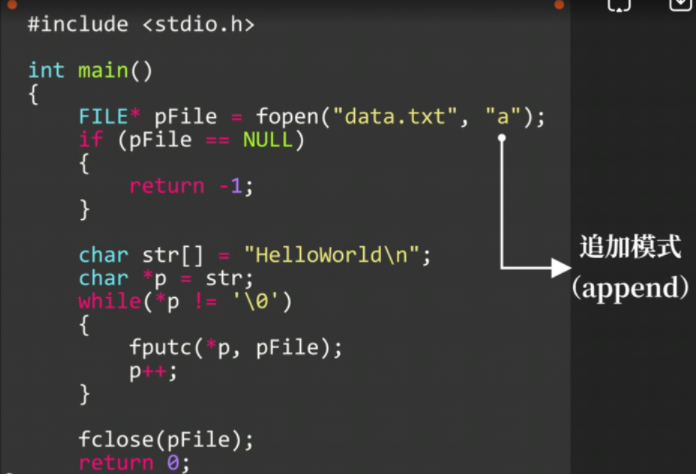 #include <stdio.h>
int main()
{
    FILE* pFile = fopen("data.txt", "a");
    if (pFile == NULL)
    {
        return -1;
    }
    char str[] = "HelloWorld\n";
    char *p = str;
    while(*p != '\0')
    {
        fputc(*p, pFile);
        p++;
    }
    fclose(pFile);
    return 0;
追加模式
(append)